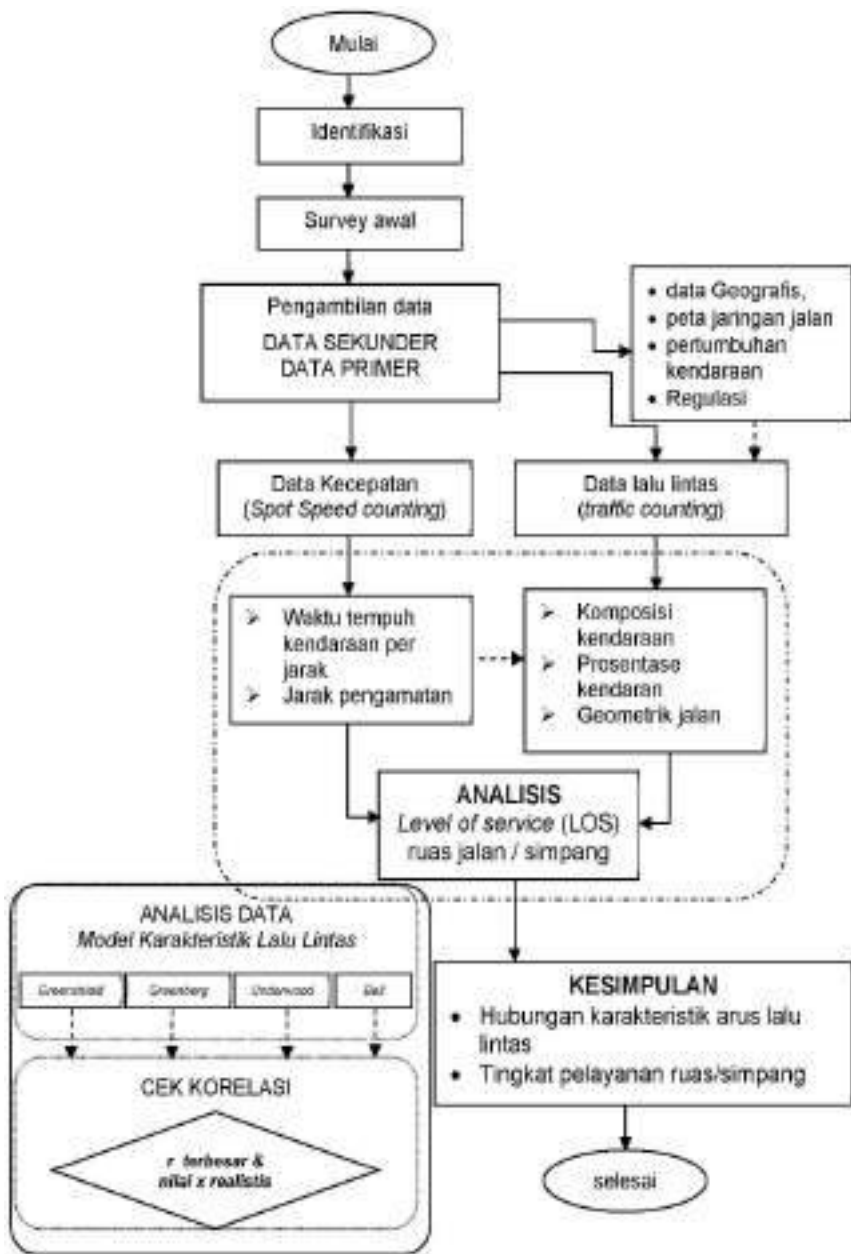 Mulai
Identifikasi
Survey awal
Pengambilan data
DATA SEKUNDER
DATA PRIMER
• data Geografis,
• peta jaringan jalan
• pertumbuhan
kendaraan
• Regulasi
Data Kecepatan
(Spot Speed counting)
Data lalu lintas
(traffic counting)
➢ Waktu tempuh
kendaraan per
jarak
➢ Jarak pengamatan
➢ Komposisi
kendaraan
➢ Prosentase
kendaran
➢ Geometrik jalan
ANALISIS
Level of service (LOS)
ruas jalan / simpang
ANALISIS DATA
Model Karakteristik Lalu Lintas
Greenberg
Underwood
CEK KORELASI
r terbesar &
nilai x realistis
KESIMPULAN
• Hubungan karakteristik arus lalu
lintas
• Tingkat pelayanan ruas/simpang
selesai